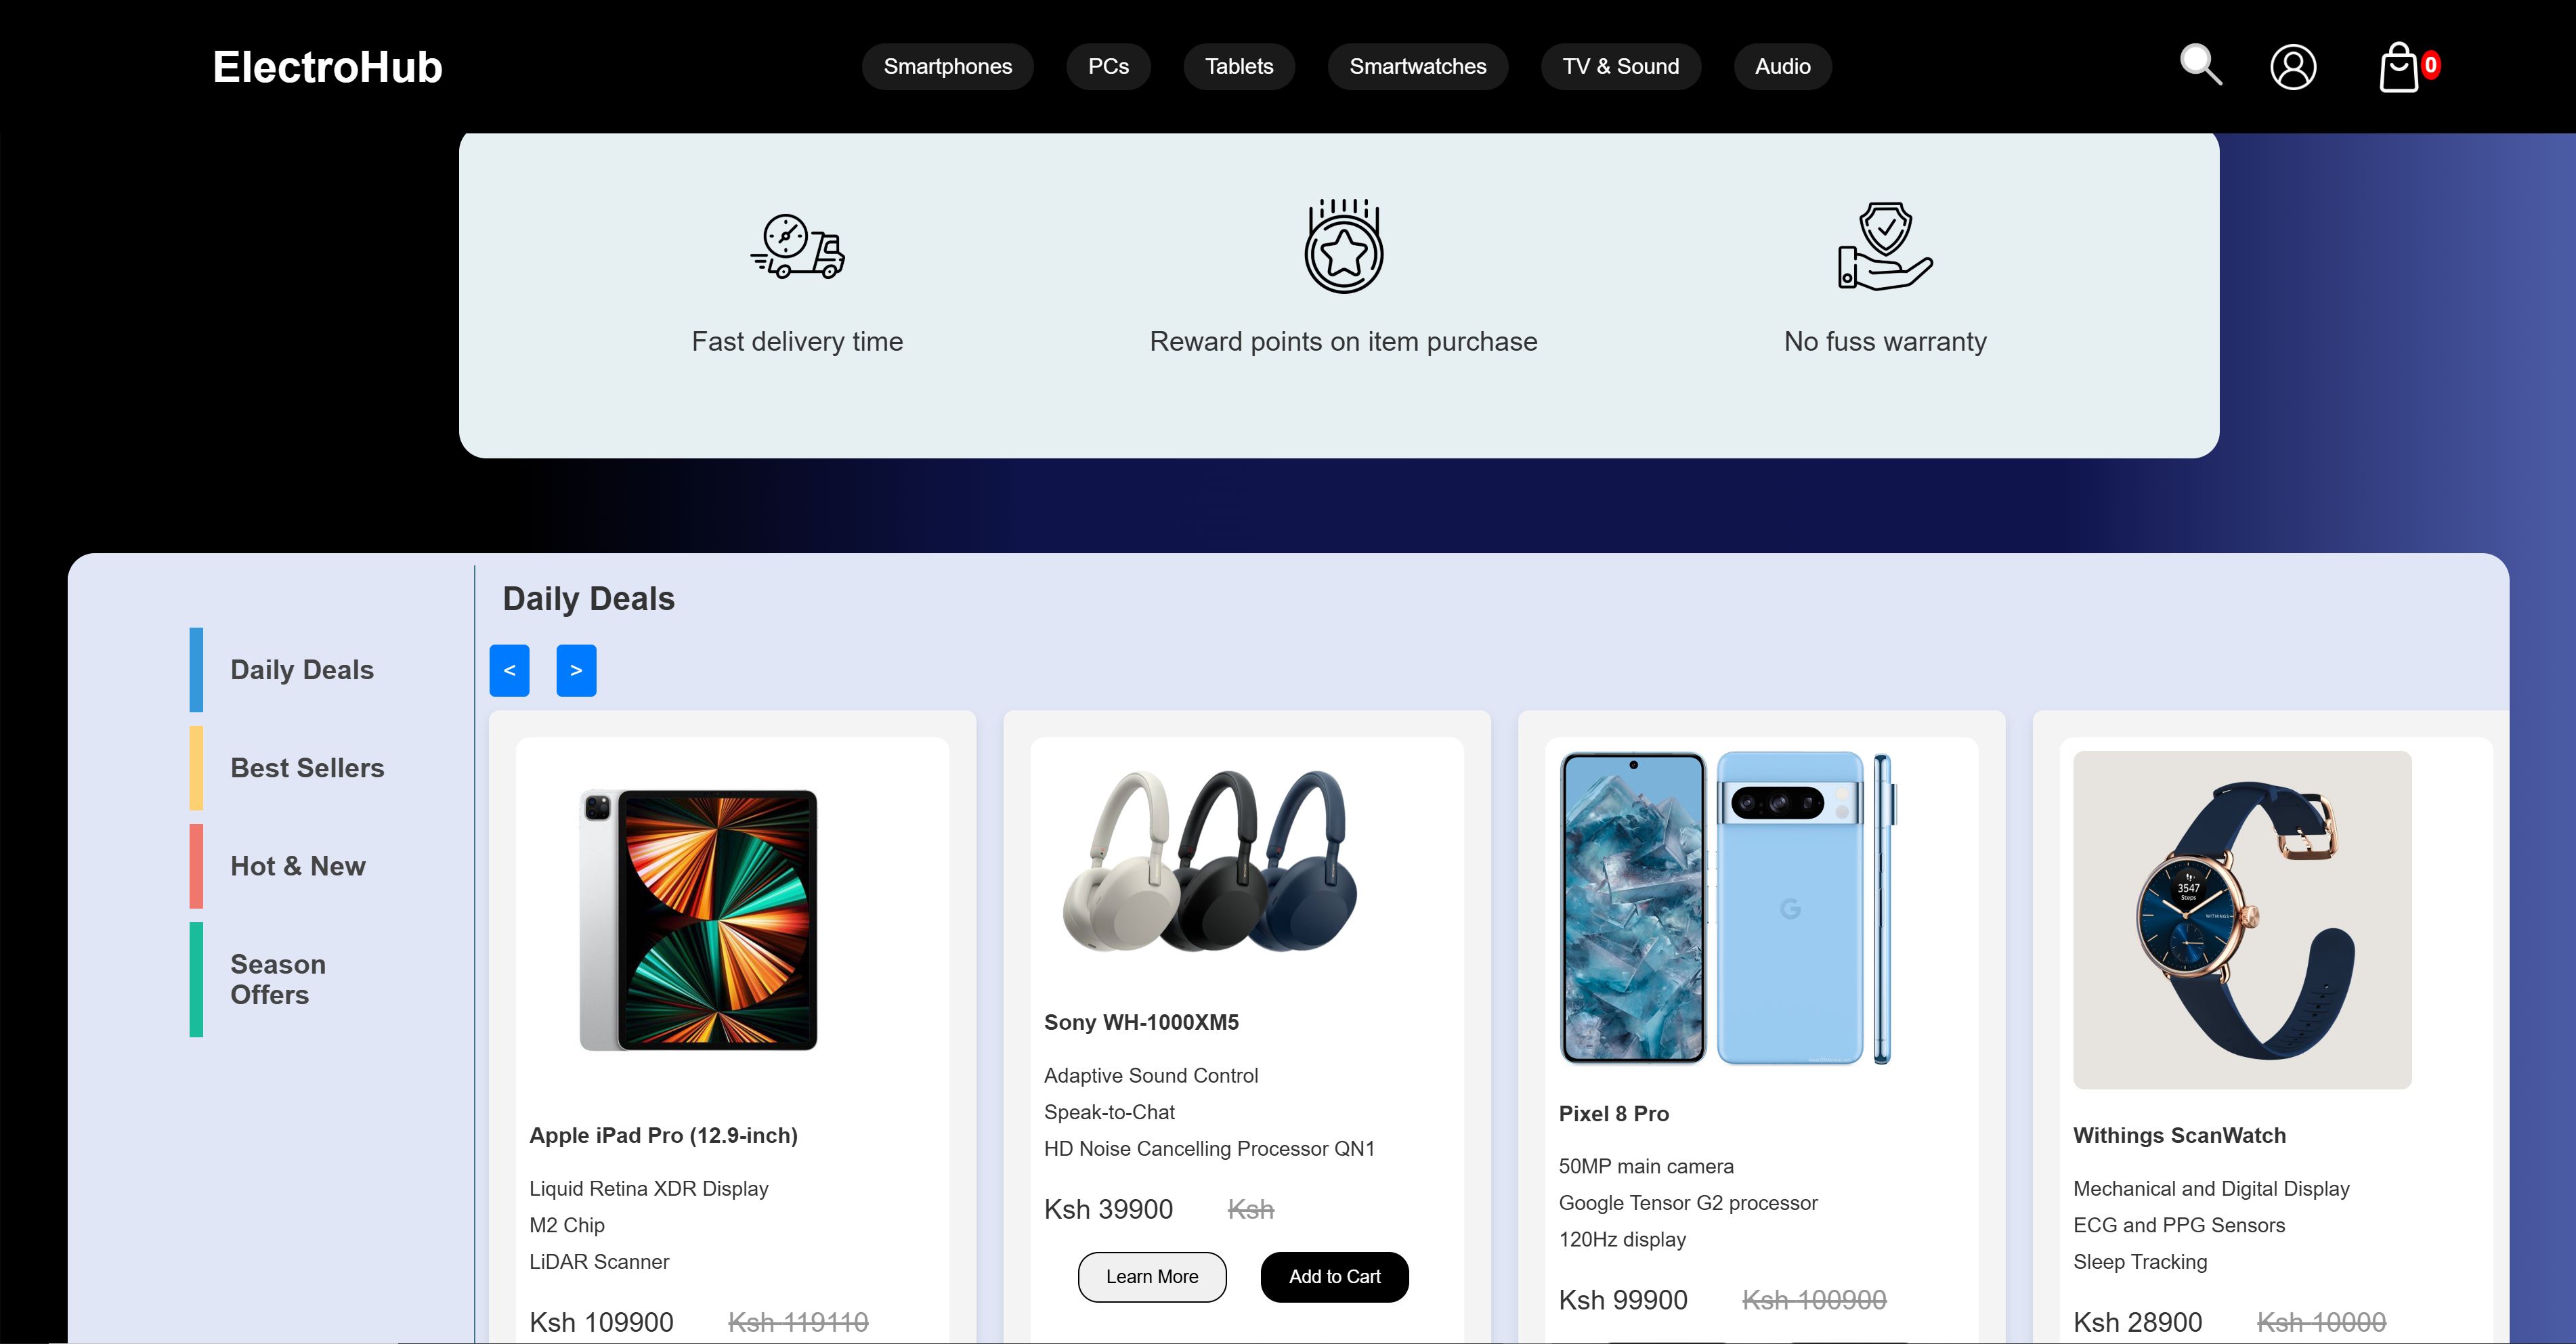 ElectroHub
Smartphones
PCs
Tablets
Smartwatches
TV & Sound
Audio
0
Fast delivery time
Reward points on item purchase
No fuss warranty
Daily Deals
Best Sellers
Hot & New
Season
Offers
Daily Deals
<
>
Apple iPad Pro (12.9-inch)
Liquid Retina XDR Display
M2 Chip
LiDAR Scanner
Ksh 109900
Ksh 119110
Sony WH-1000XM5
Adaptive Sound Control
Speak-to-Chat
HD Noise Cancelling Processor QN1
Ksh 39900
Ksh
Learn More
Add to Cart
G
Pixel 8 Pro
50MP main camera
Google Tensor G2 processor
120Hz display
Ksh 99900
Ksh 100900
3547
Steps
WITHINGS
Withings ScanWatch
Mechanical and Digital Display
ECG and PPG Sensors
Sleep Tracking
Ksh 28900
Ksh 10000